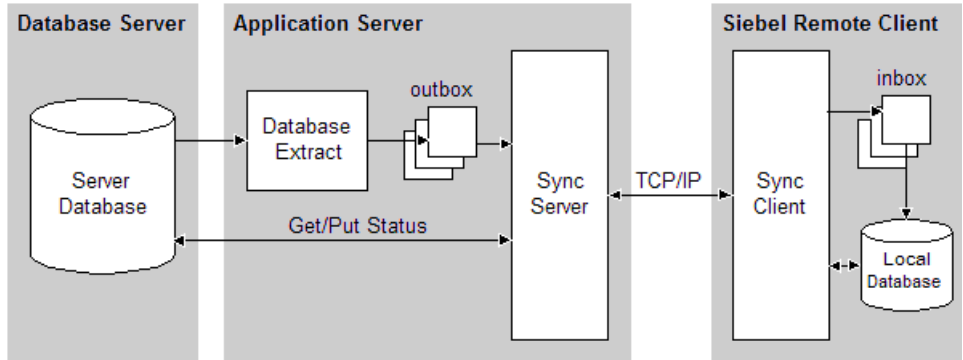 Database Server
Application Server
Siebel Remote Client
outbox
inbox
Database
Extract
Server
Database
Sync
Server
TCP/IP
Sync
Client
Get/Put Status
Local
Database